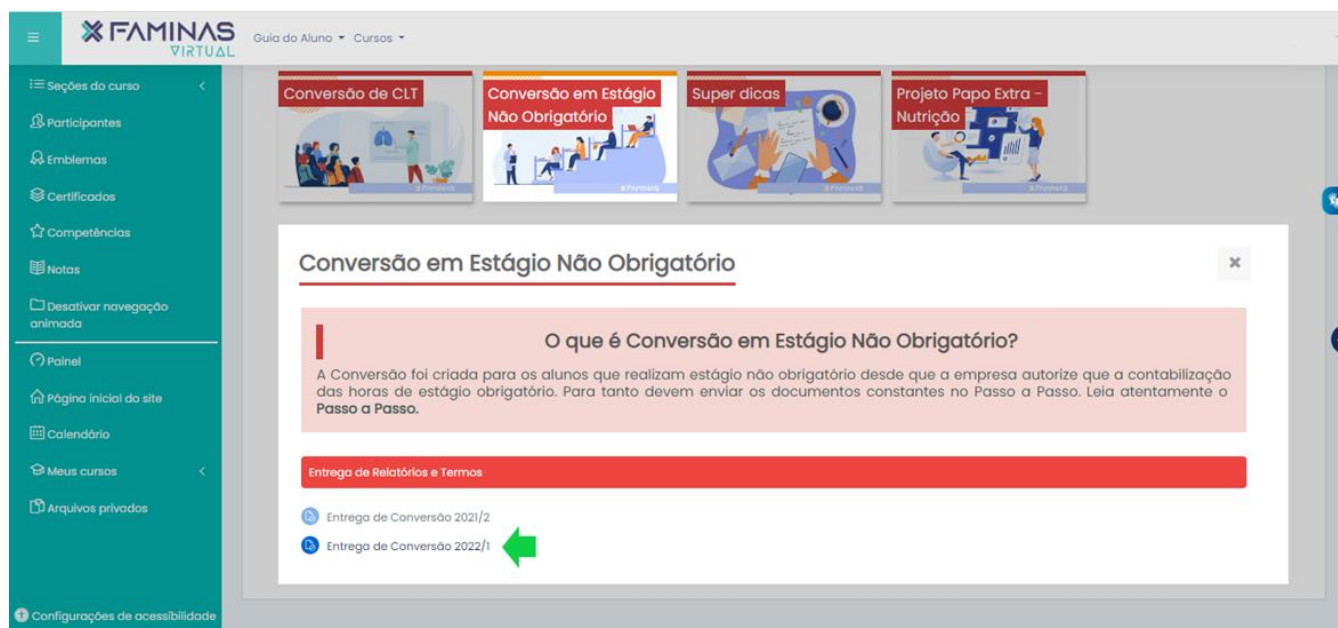 FAMINAS
VIRTUAL
Guia do Aluno
Cursos
Seções do curso
Participantes
Emblemas
Certificados
Competências
Notas
Desativar navegação
animada
Painel
Página inicial do site
Calendário
Meus cursos
Arquivos privados
Configurações de acessibilidade
Conversão de CLT
Conversão em Estágio
Não Obrigatório
Super dicas
Projeto Papo Extra -
Nutrição
FAMINAS
FAMINAS
FAMINAS
FAMINAS
Conversão em Estágio Não Obrigatório
O que é Conversão em Estágio Não Obrigatório?
A Conversão foi criada para os alunos que realizam estágio não obrigatório desde que a empresa autorize que a contabilização
das horas de estágio obrigatório. Para tanto devem enviar os documentos constantes no Passo a Passo. Leia atentamente o
Passo a Passo.
Entrega de Relatórios e Termos
Entrega de Conversão 2021/2
Entrega de Conversão 2022/1